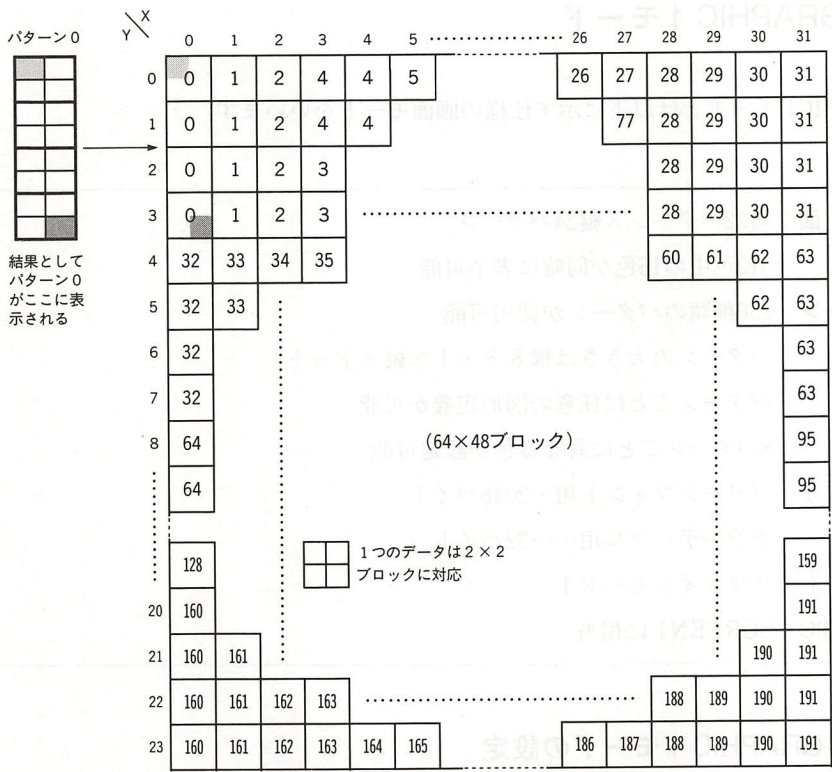 X
Y
パターン0
0 1 2 3 4 5 26 27 28 29 30 31
0 0 1 2 4 4 5 26 27 28 29 30 31
1 0 1 2 4 4 77 28 29 30 31
2 0 1 2 3 28 29 30 31
3 0 1 2 3 28 29 30 31
結果として
パターン0
がここに表
示される
4 32 33 34 35 60 61 62 63
5 32 33 62 63
6 32 63
7 32 63
8 64 (64×48ブロック) 95
64 95
1つのデータは2×2
ブロックに対応
128 159
20 160 191
21 160 161 190 191
22 160 161 162 163 188 189 190 191
23 160 161 162 163 164 165 186 187 188 189 190 191